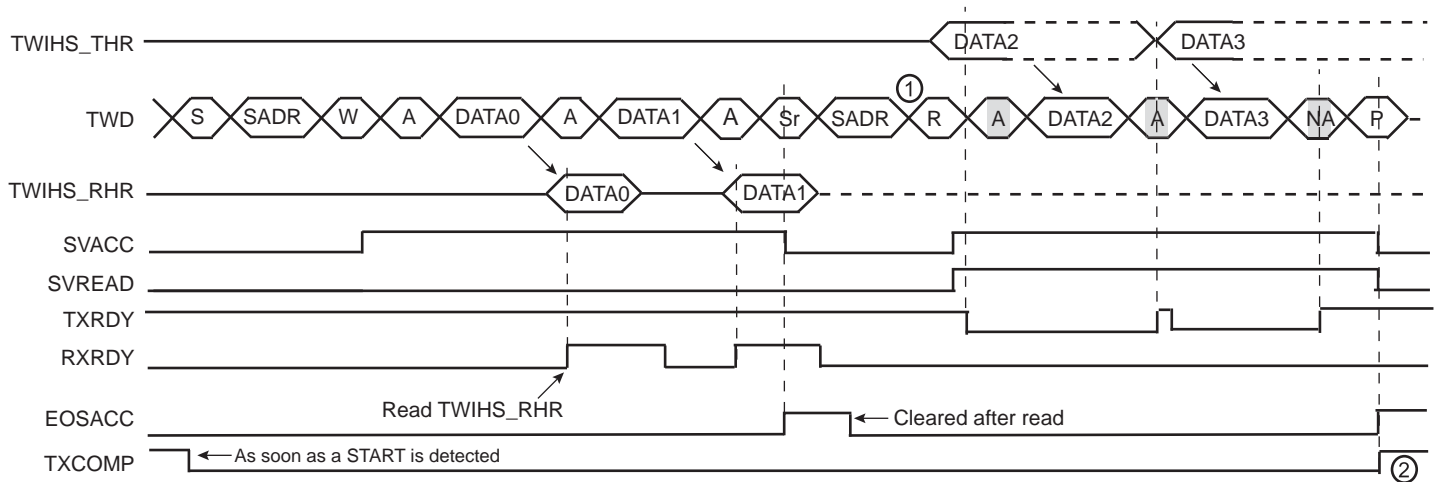 TWIHS_THR DATA2 DATA3
①
TWD S SADR W A DATA0 A DATA1 A Sr SADR R A DATA2 A DATA3 NA P
TWIHS_RHR DATA0 DATA1
SVACC
SVREAD
TXRDY
RXRDY
Read TWIHS_RHR
EOSACC Cleared after read
TXCOMP As soon as a START is detected ②